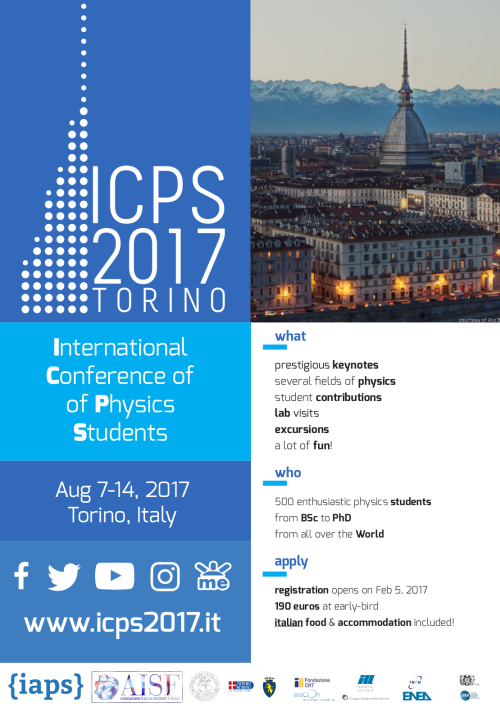 ICPS
2017
TORINO
International
Conference of
of Physics
Students
Aug 7-14, 2017
Torino, Italy
me
www.icps2017.it
what
prestigious keynotes
several fields of physics
student contributions
lab visits
excursions
a lot of fun!
who
500 enthusiastic physics students
from BSc to PhD
from all over the World
apply
registration opens on Feb 5, 2017
190 euros at early-bird
italian food & accommodation included!
{iaps}
AISF
Fondazione
CRT
ENEA